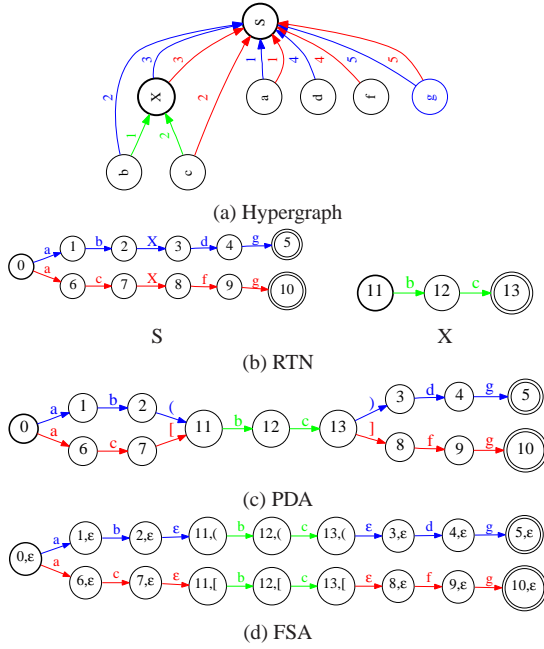 S
3 3 1 1 4 4 5 5
2 X 2 a d f g
1 2
b c
(a) Hypergraph
0 a 1 b 2 X 3 d 4 g 5
a 6 c 7 X 8 f 9 g 10
11 b 12 c 13
S X
(b) RTN
0 a 1 b 2 ( 11 b 12 c 13 ) 3 d 4 g 5
a 6 c 7 [ ] 8 f 9 g 10
(c) PDA
0,ε a 1,ε b 2,ε ε 11,( b 12,( c 13,( ε 3,ε d 4,ε g 5,ε
a 6,ε c 7,ε ε 11,[ b 12,[ c 13,[ ε 8,ε f 9,ε g 10,ε
(d) FSA